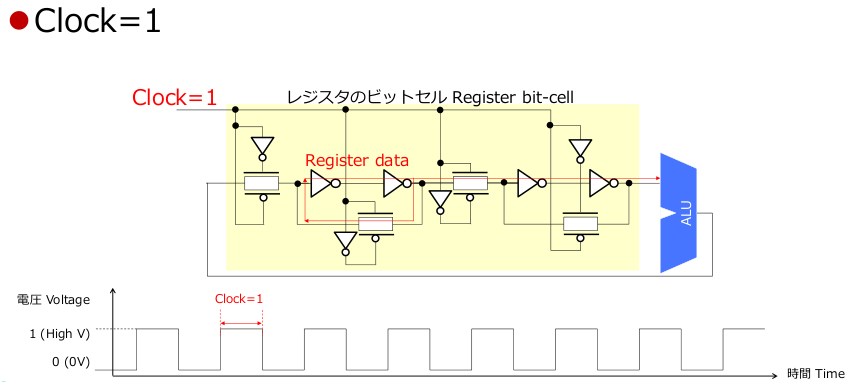 ●Clock=1
レジスタのビットセル Register bit-cell
Clock=1
Register data
ALU
Clock=1
電圧 Voltage
1 (High V)
0 (0V)
時間 Time